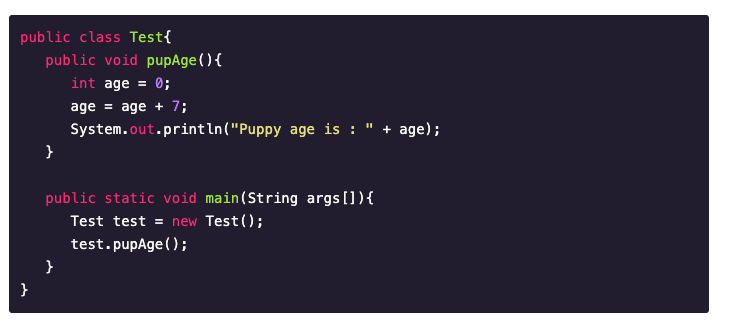 public class Test{
   public void pupAge(){
      int age = 0;
      age = age + 7;
      System.out.println("Puppy age is : " + age);
   }

   public static void main(String args[]){
      Test test = new Test();
      test.pupAge();
   }
}